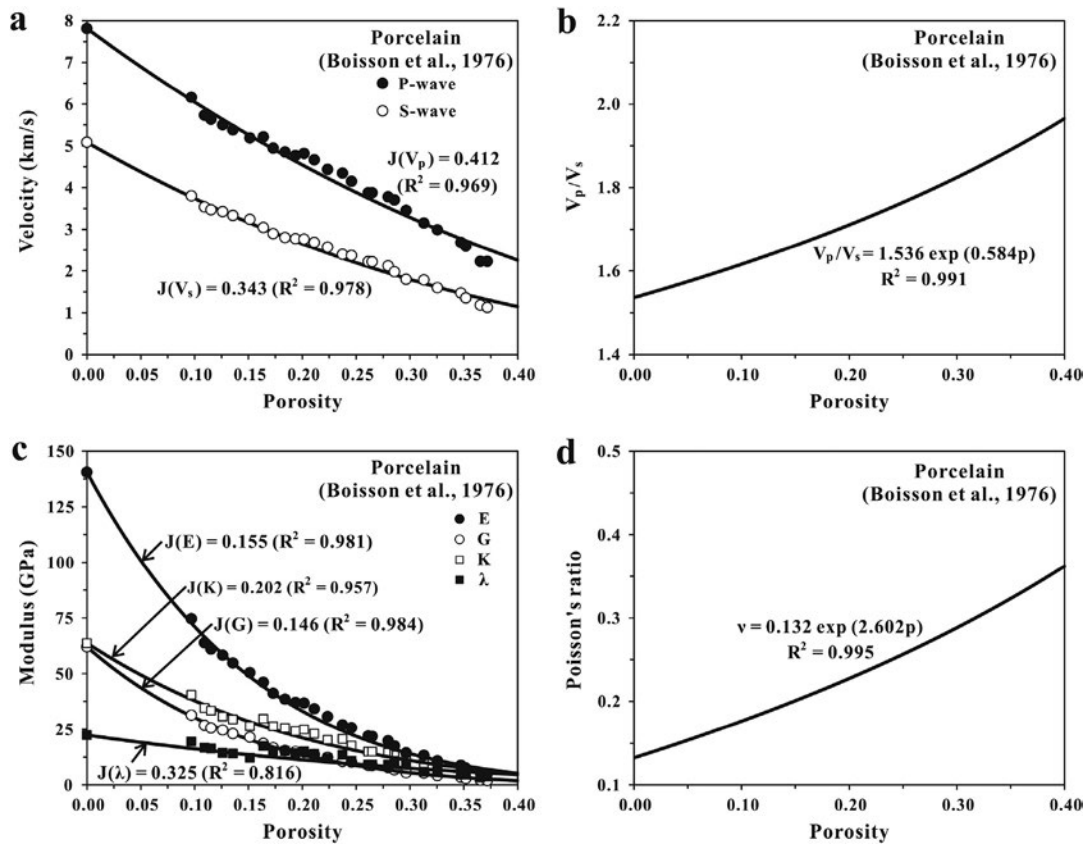 a
8
7
6
5
4
3
2
1
0
Velocity (km/s)
Porcelain
(Boisson et al., 1976)
P-wave
S-wave
J(Vp) = 0.412
(R² = 0.969)
J(Vs) = 0.343 (R² = 0.978)
0.00 0.05 0.10 0.15 0.20 0.25 0.30 0.35 0.40
Porosity
b
2.2
2.0
1.8
1.6
1.4
Vp/Vs
Porcelain
(Boisson et al., 1976)
Vp/Vs = 1.536 exp (0.584p)
R² = 0.991
0.00 0.10 0.20 0.30 0.40
Porosity
c
150
125
100
75
50
25
0
Modulus (GPa)
Porcelain
(Boisson et al., 1976)
E
G
K
λ
J(E) = 0.155 (R² = 0.981)
J(K) = 0.202 (R² = 0.957)
J(G) = 0.146 (R² = 0.984)
J(λ) = 0.325 (R² = 0.816)
0.00 0.05 0.10 0.15 0.20 0.25 0.30 0.35 0.40
Porosity
d
0.5
0.4
0.3
0.2
0.1
Poisson's ratio
Porcelain
(Boisson et al., 1976)
ν = 0.132 exp (2.602p)
R² = 0.995
0.00 0.10 0.20 0.30 0.40
Porosity